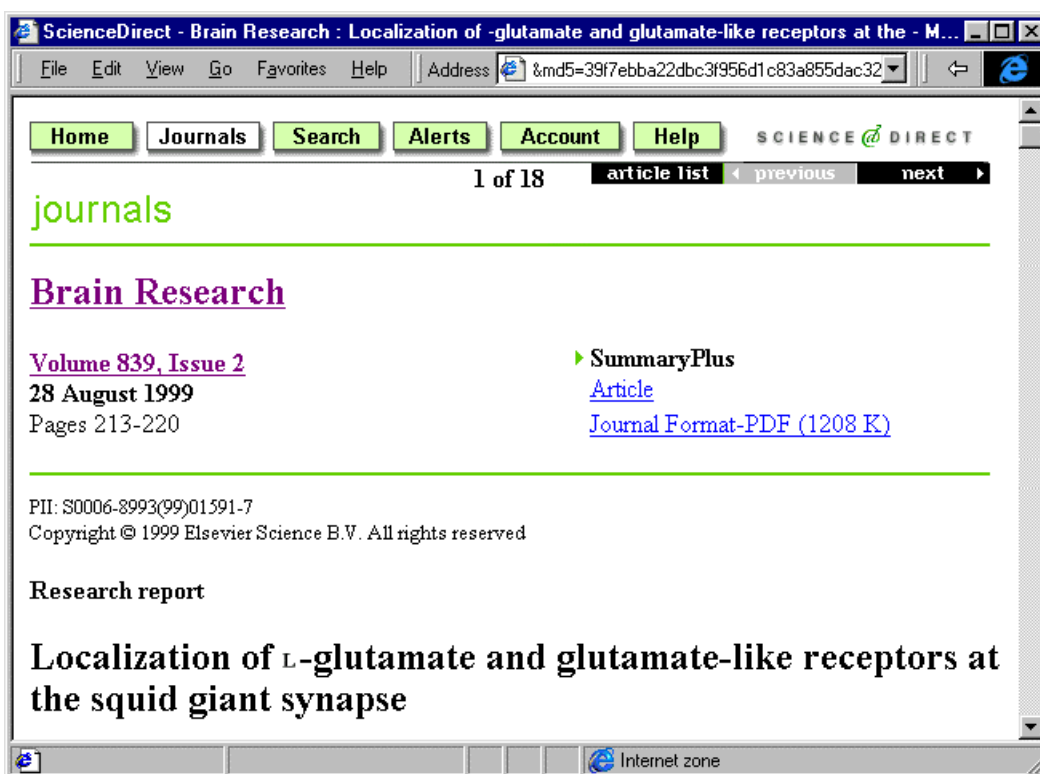 ScienceDirect - Brain Research : Localization of -glutamate and glutamate-like receptors at the - M...
File Edit View Go Favorites Help Address &md5=39f7ebba22dbc3f956d1c83a855dac32
Home Journals Search Alerts Account Help SCIENCE @ DIRECT
1 of 18 article list previous next
journals
Brain Research
Volume 839, Issue 2
28 August 1999
Pages 213-220
SummaryPlus
Article
Journal Format-PDF (1208 K)
PII: S0006-8993(99)01591-7
Copyright © 1999 Elsevier Science B.V. All rights reserved
Research report
Localization of L-glutamate and glutamate-like receptors at
the squid giant synapse
Internet zone